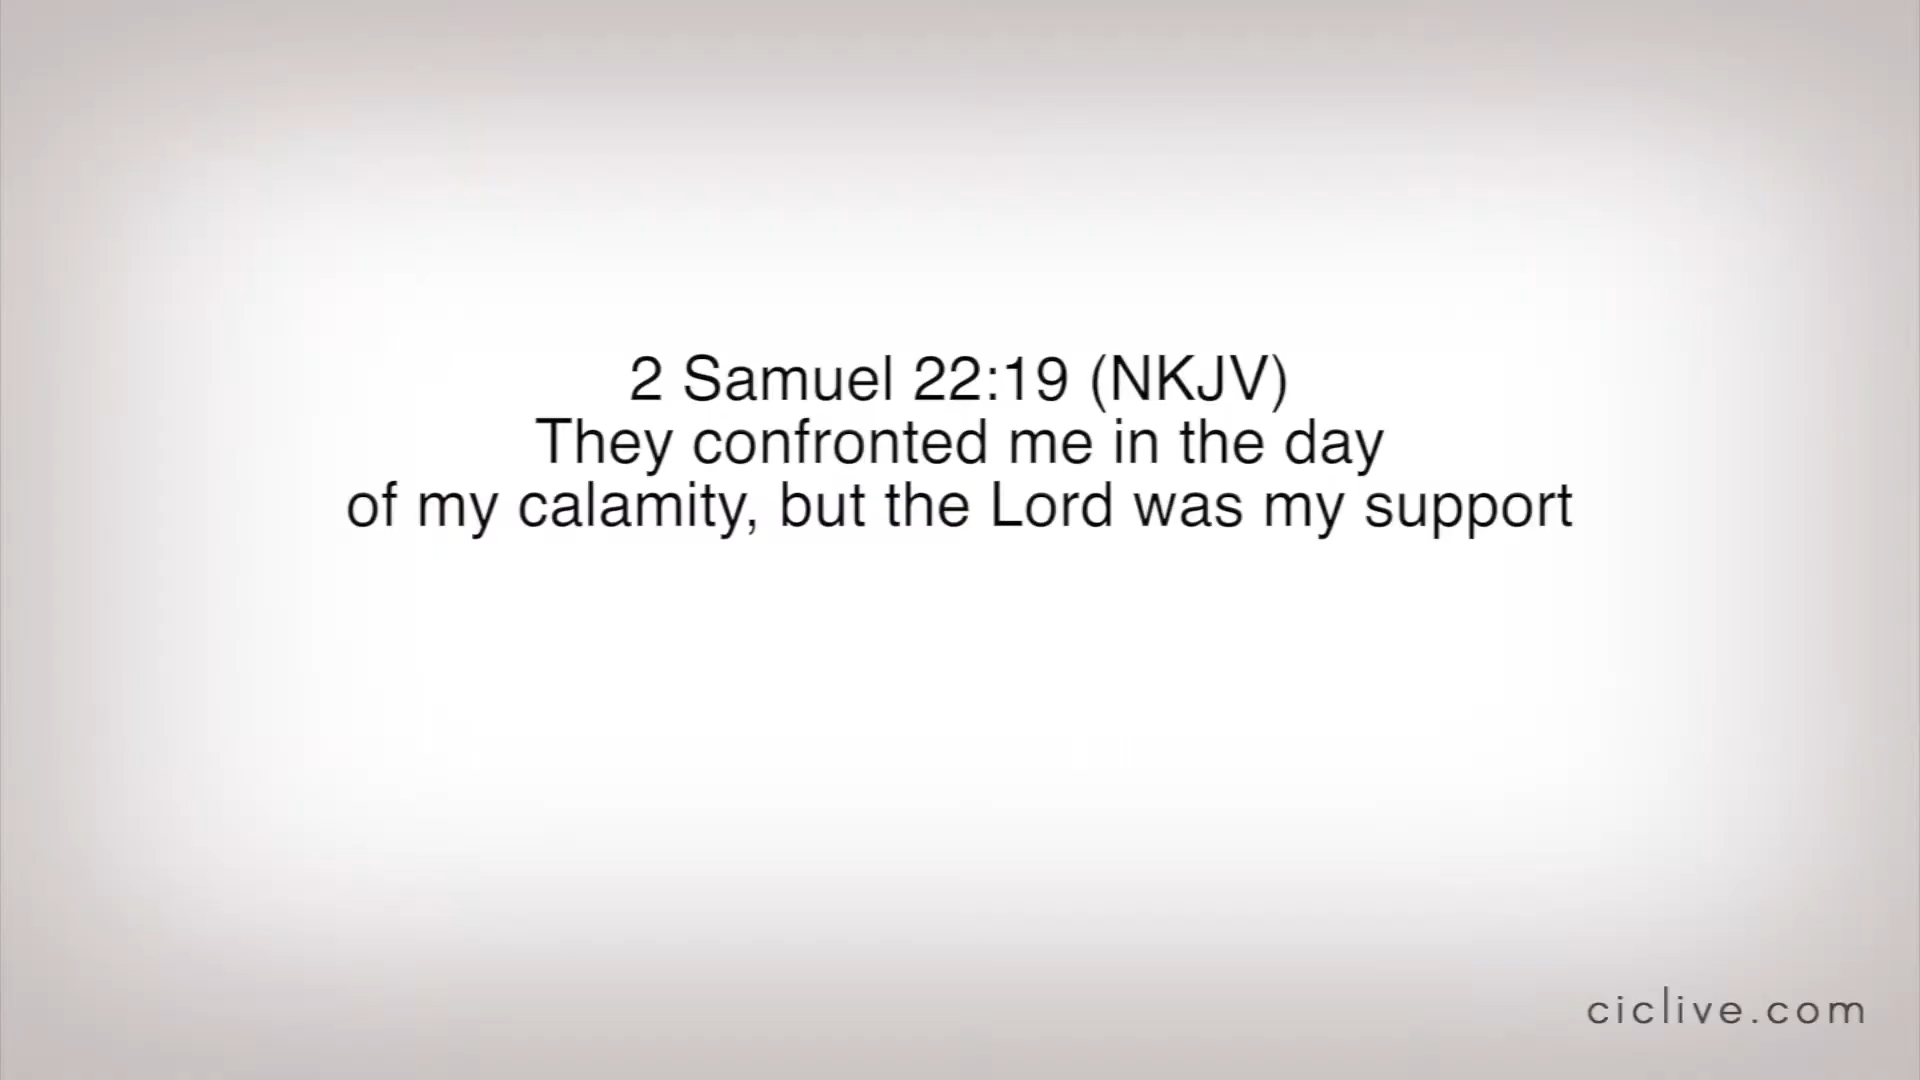 2 Samuel 22:19 (NKJV)
They confronted me in the day
of my calamity, but the Lord was my support
ciclive.com